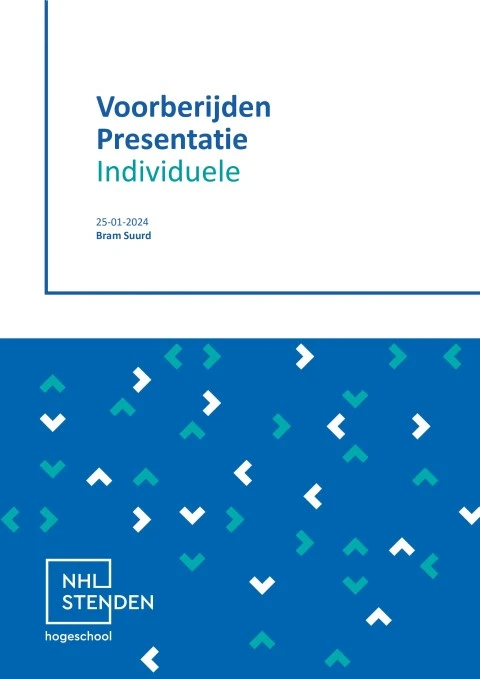 Voorberijden
Presentatie
Individuele
25-01-2024
Bram Suurd
NHL
STENDEN
hogeschool